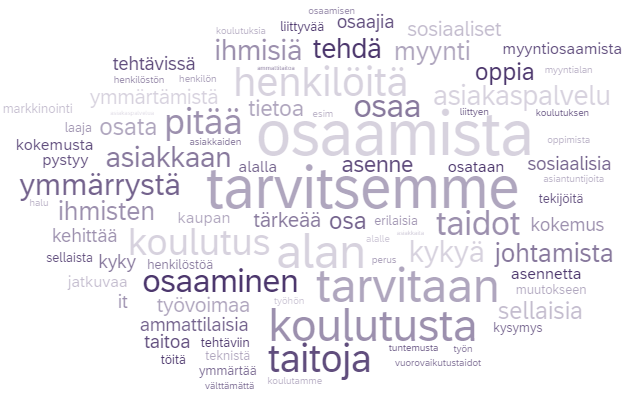 osaamisen
koulutuksia liittyvää osaajia sosiaaliset
ihmisiä tehdä myynti myyntiosaamista
tehtävissä oppia myyntialan
henkilöstön henkilön henkilöitä
markkinointi ymmärtämistä tietoa osaa asiakaspalvelu
laaja osata pitää esim osaamista liittyen koulutuksen
kokemusta asiakkaiden oppimista
pystyy asiakkaan alalla asenne osataan sosiaalisia
ymmärrystä tarvitsemme asiantuntijoita
halu ihmisten kaupan tärkeää osa erilaisia taidot tekijöitä
kehittää koulutus alan alalle kykyä kokemus
sellaista kyky henkilöstöä perus johtamista
jatkuvaa osaaminen tarvitaan asennetta
muutokseen
it työvoimaa työhön sellaisia
ammattilaisia koulutusta kysymys
taitoa tehtäviin taitoja tuntemusta työn
töitä teknistä
ymmärtää vuorovaikutustaidot
välttämättä koulutamme